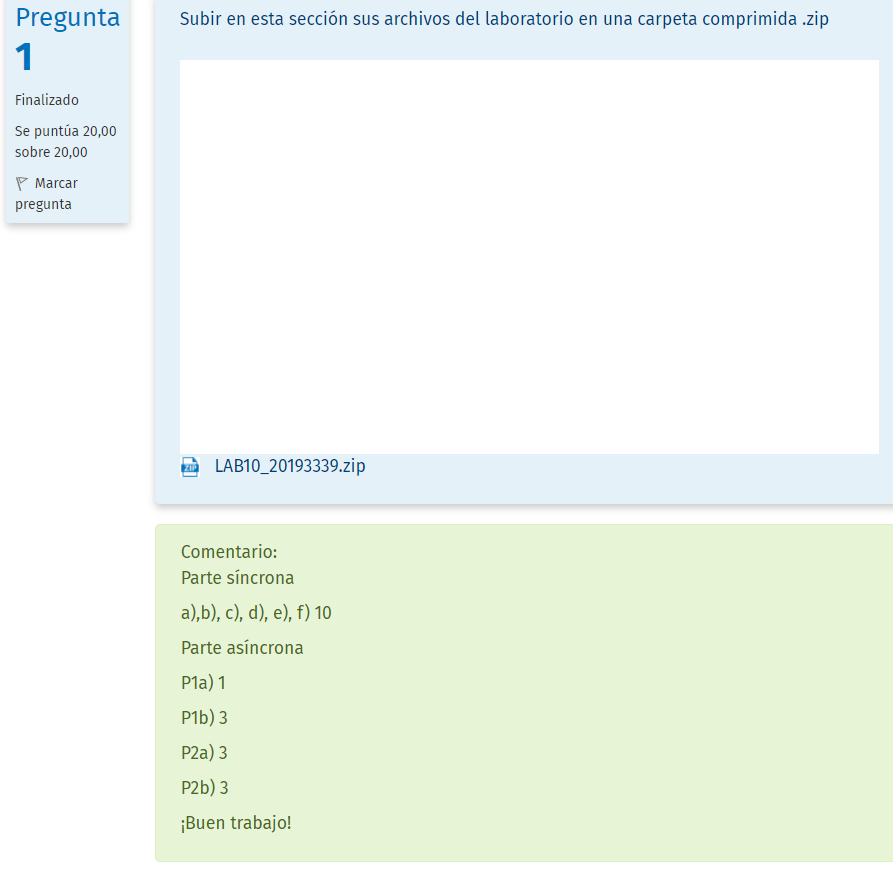 Pregunta
1
Finalizado
Se puntúa 20,00
sobre 20,00
Marcar
pregunta
Subir en esta sección sus archivos del laboratorio en una carpeta comprimida .zip
ZIP
LAB10_20193339.zip
Comentario:
Parte síncrona
a),b), c), d), e), f) 10
Parte asíncrona
P1a) 1
P1b) 3
P2a) 3
P2b) 3
¡Buen trabajo!